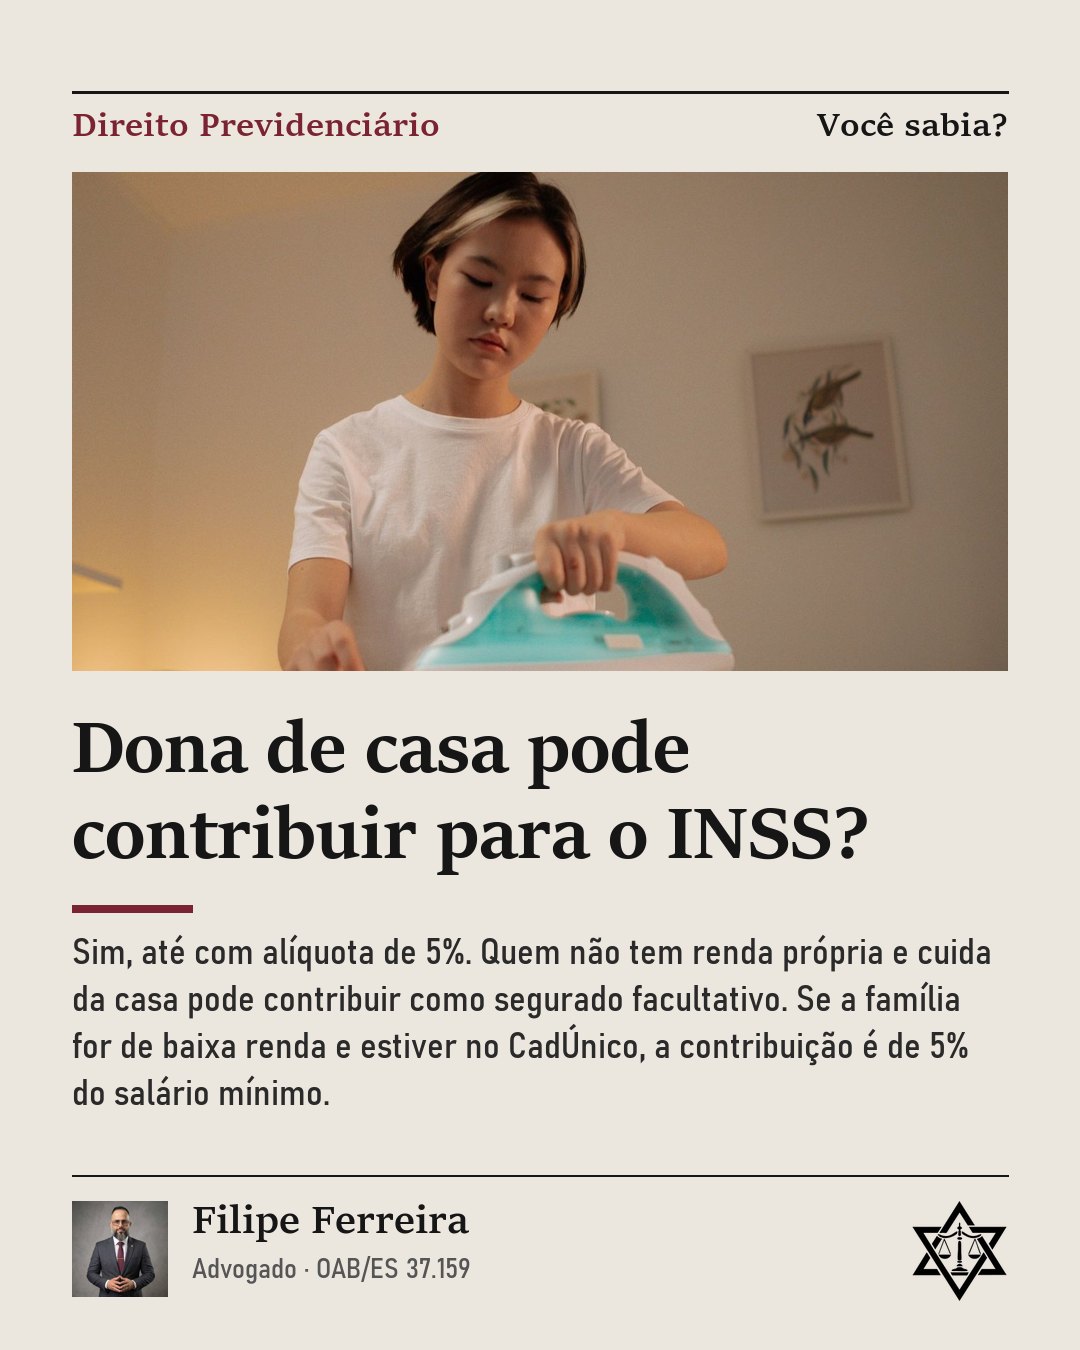 Direito Previdenciário
Você sabia?
Dona de casa pode
contribuir para o INSS?
Sim, até com alíquota de 5%. Quem não tem renda própria e cuida
da casa pode contribuir como segurado facultativo. Se a família
for de baixa renda e estiver no CadÚnico, a contribuição é de 5%
do salário mínimo.
Filipe Ferreira
Advogado · OAB/ES 37.159